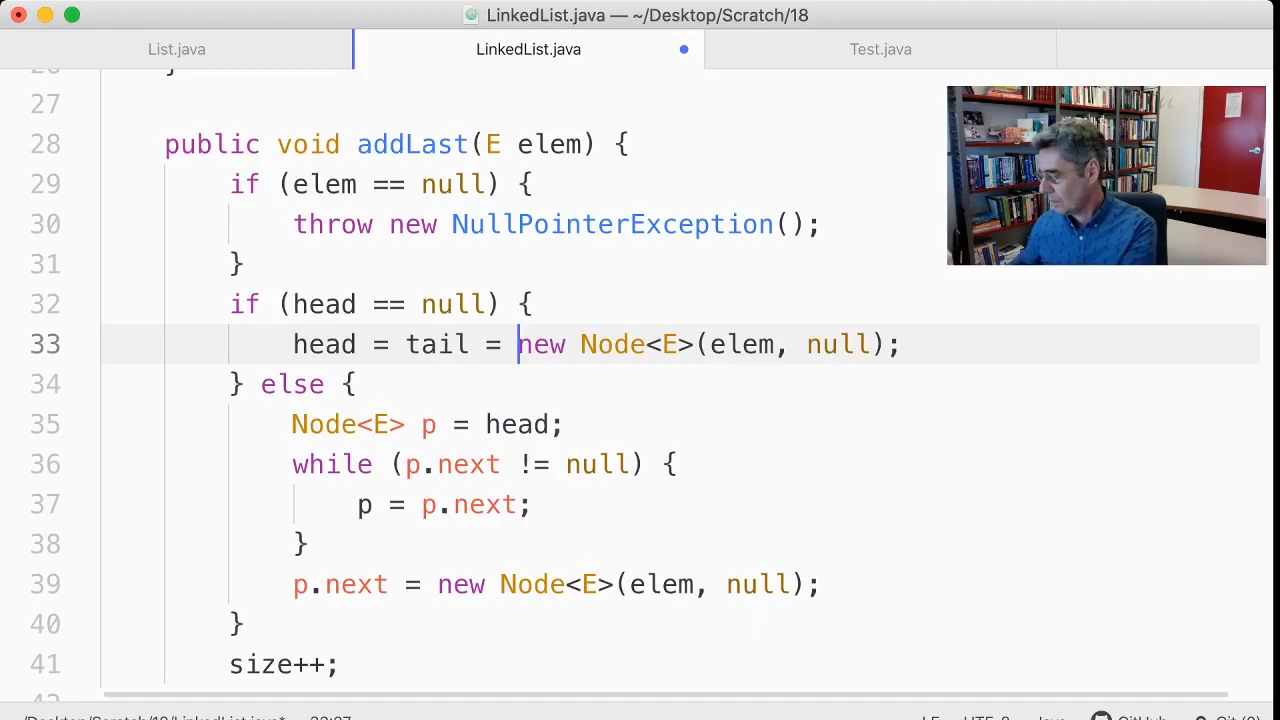 LinkedList.java — ~/Desktop/Scratch/18
List.java
LinkedList.java
Test.java
27
28 public void addLast(E elem) {
29 if (elem == null) {
30 throw new NullPointerException();
31 }
32 if (head == null) {
33 head = tail = new Node<E>(elem, null);
34 } else {
35 Node<E> p = head;
36 while (p.next != null) {
37 p = p.next;
38 }
39 p.next = new Node<E>(elem, null);
40 }
41 size++;